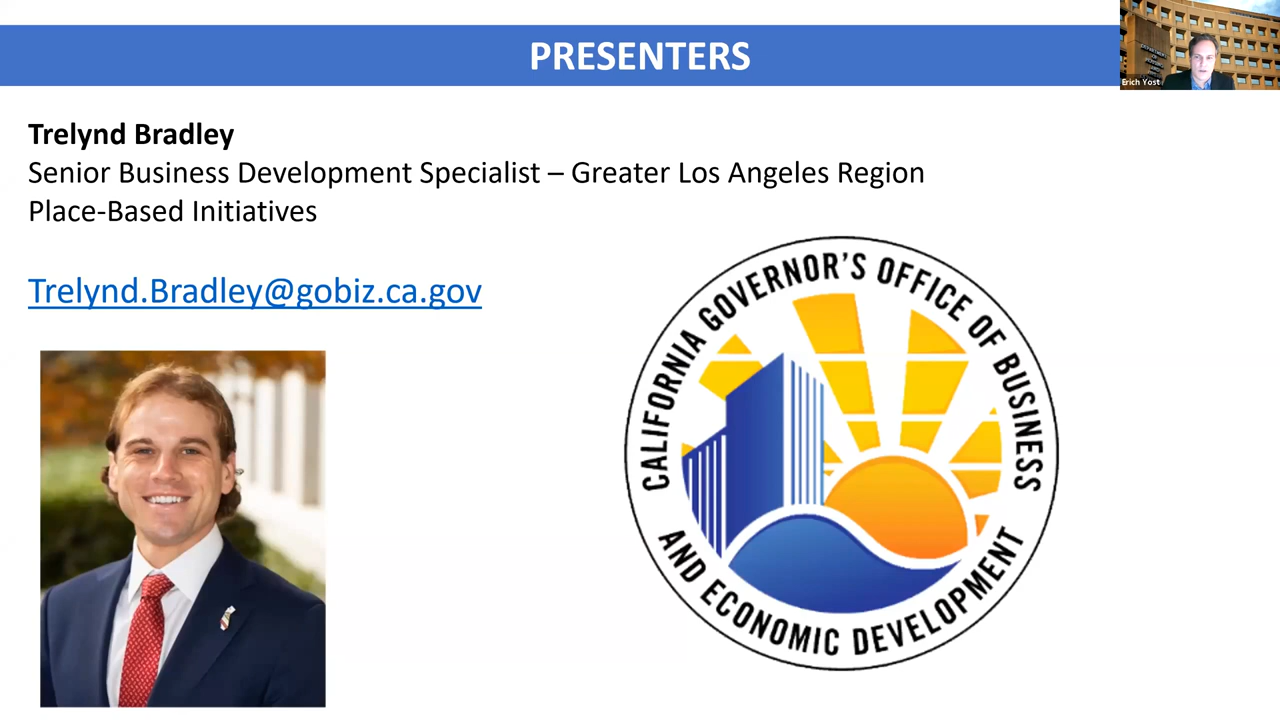 PRESENTERS
Erich Yost
Trelynd Bradley
Senior Business Development Specialist – Greater Los Angeles Region
Place-Based Initiatives
Trelynd.Bradley@gobiz.ca.gov
CALIFORNIA GOVERNOR'S OFFICE OF BUSINESS
AND ECONOMIC DEVELOPMENT